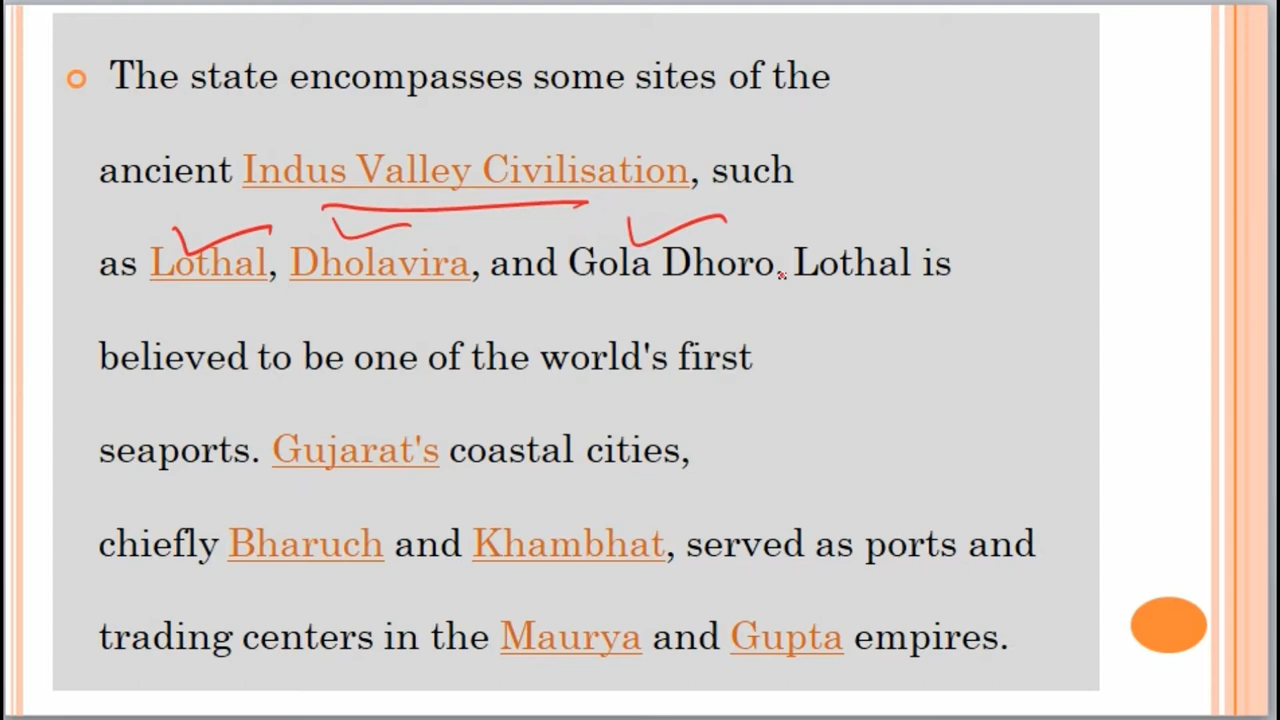 The state encompasses some sites of the
ancient Indus Valley Civilisation, such
as Lothal, Dholavira, and Gola Dhoro. Lothal is
believed to be one of the world's first
seaports. Gujarat's coastal cities,
chiefly Bharuch and Khambhat, served as ports and
trading centers in the Maurya and Gupta empires.